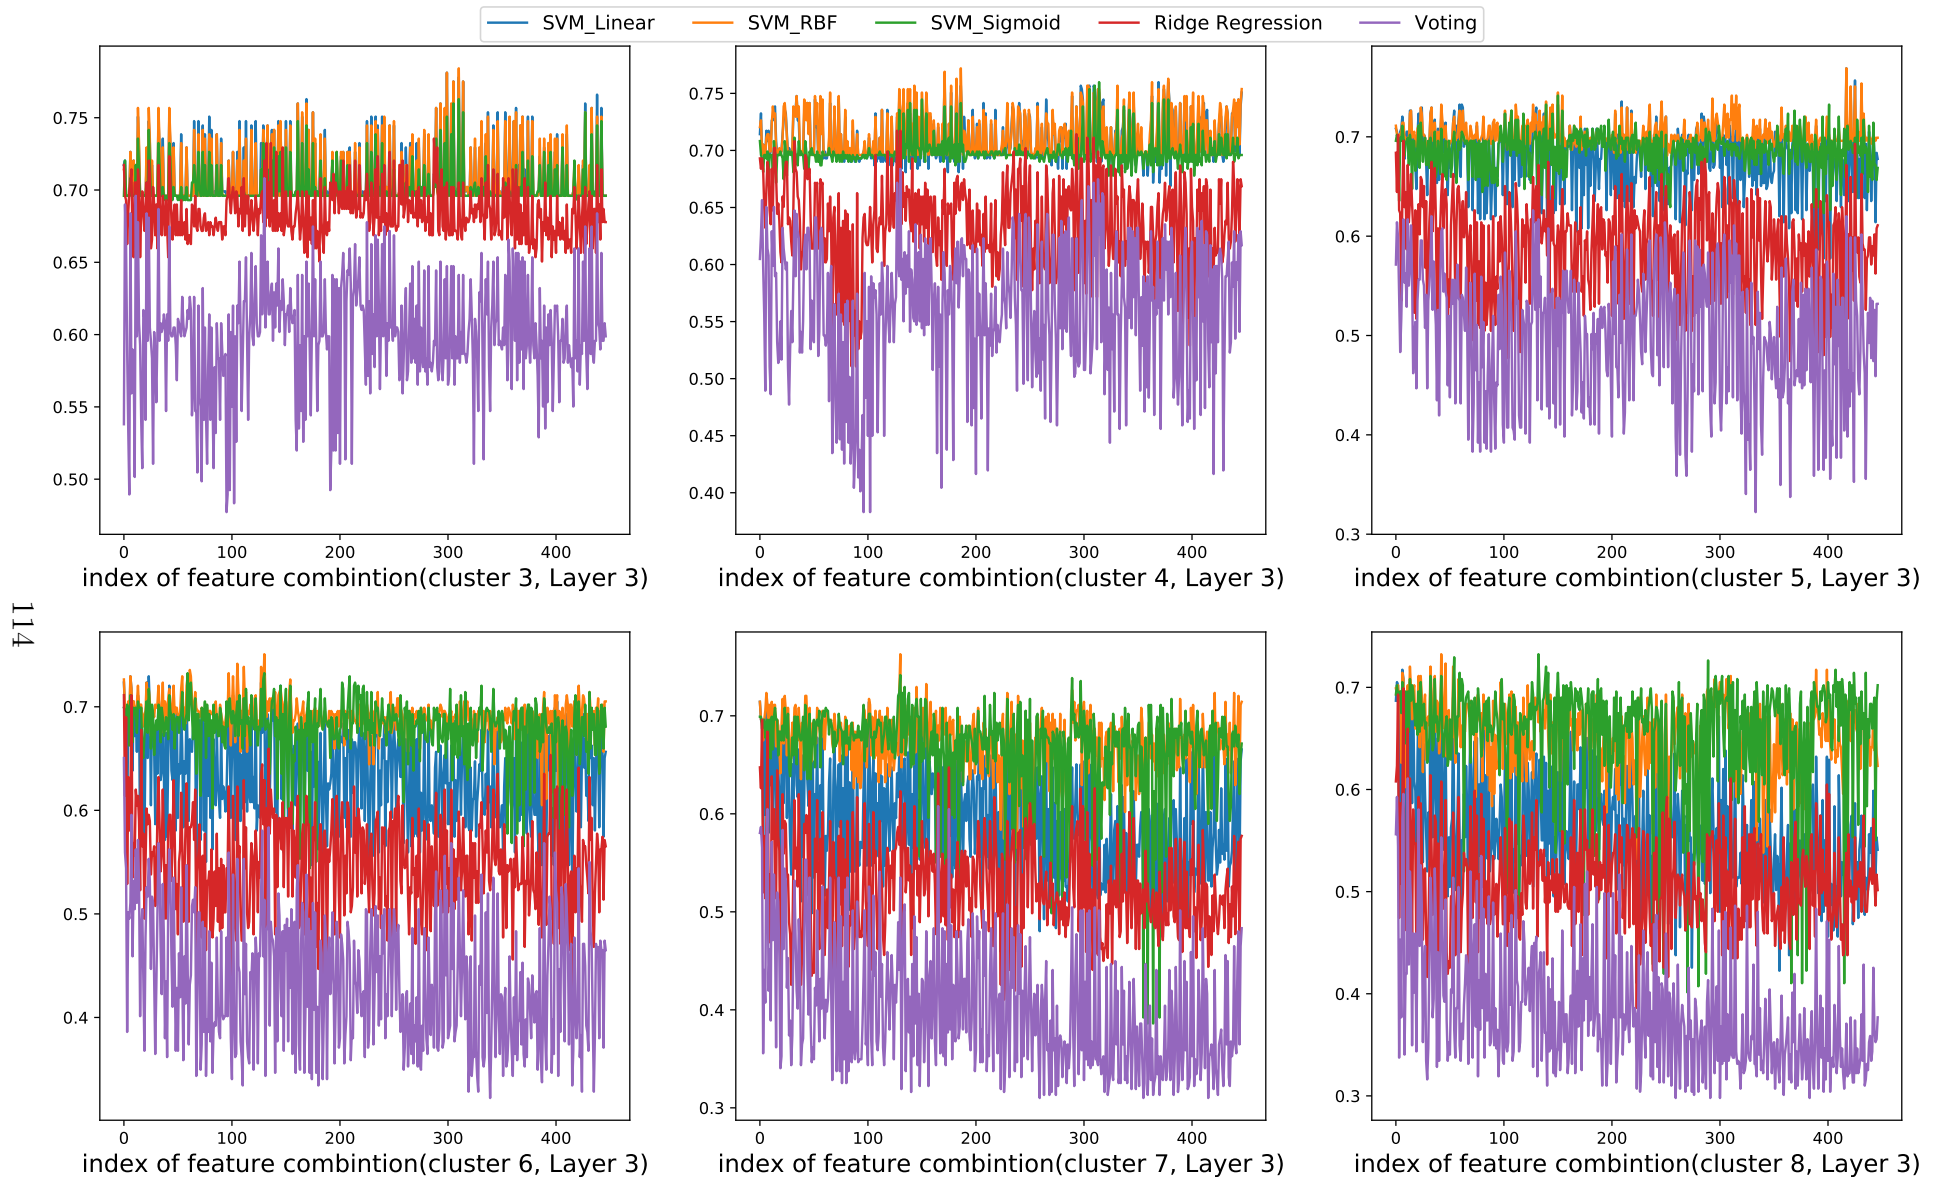 SVM_Linear SVM_RBF SVM_Sigmoid Ridge Regression Voting
0.75
0.70
0.65
0.60
0.55
0.50
0 100 200 300 400
index of feature combintion(cluster 3, Layer 3)
0.75
0.70
0.65
0.60
0.55
0.50
0.45
0.40
0 100 200 300 400
index of feature combintion(cluster 4, Layer 3)
0.7
0.6
0.5
0.4
0.3
0 100 200 300 400
index of feature combintion(cluster 5, Layer 3)
114
0.7
0.6
0.5
0.4
0 100 200 300 400
index of feature combintion(cluster 6, Layer 3)
0.7
0.6
0.5
0.4
0.3
0 100 200 300 400
index of feature combintion(cluster 7, Layer 3)
0.7
0.6
0.5
0.4
0.3
0 100 200 300 400
index of feature combintion(cluster 8, Layer 3)